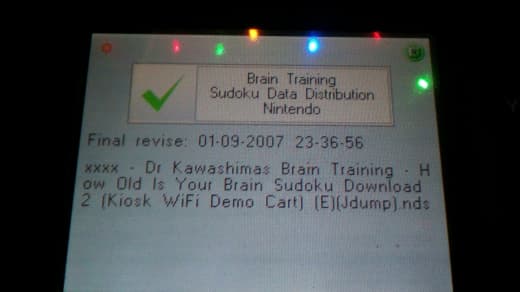 Brain Training
Sudoku Data Distribution
Nintendo
Final revise: 01-09-2007 23-36-56
xxxx - Dr Kawashimas Brain Training - H
ow Old Is Your Brain Sudoku Download
2 (Kiosk WiFi Demo Cart) (E)(Jdump).nds